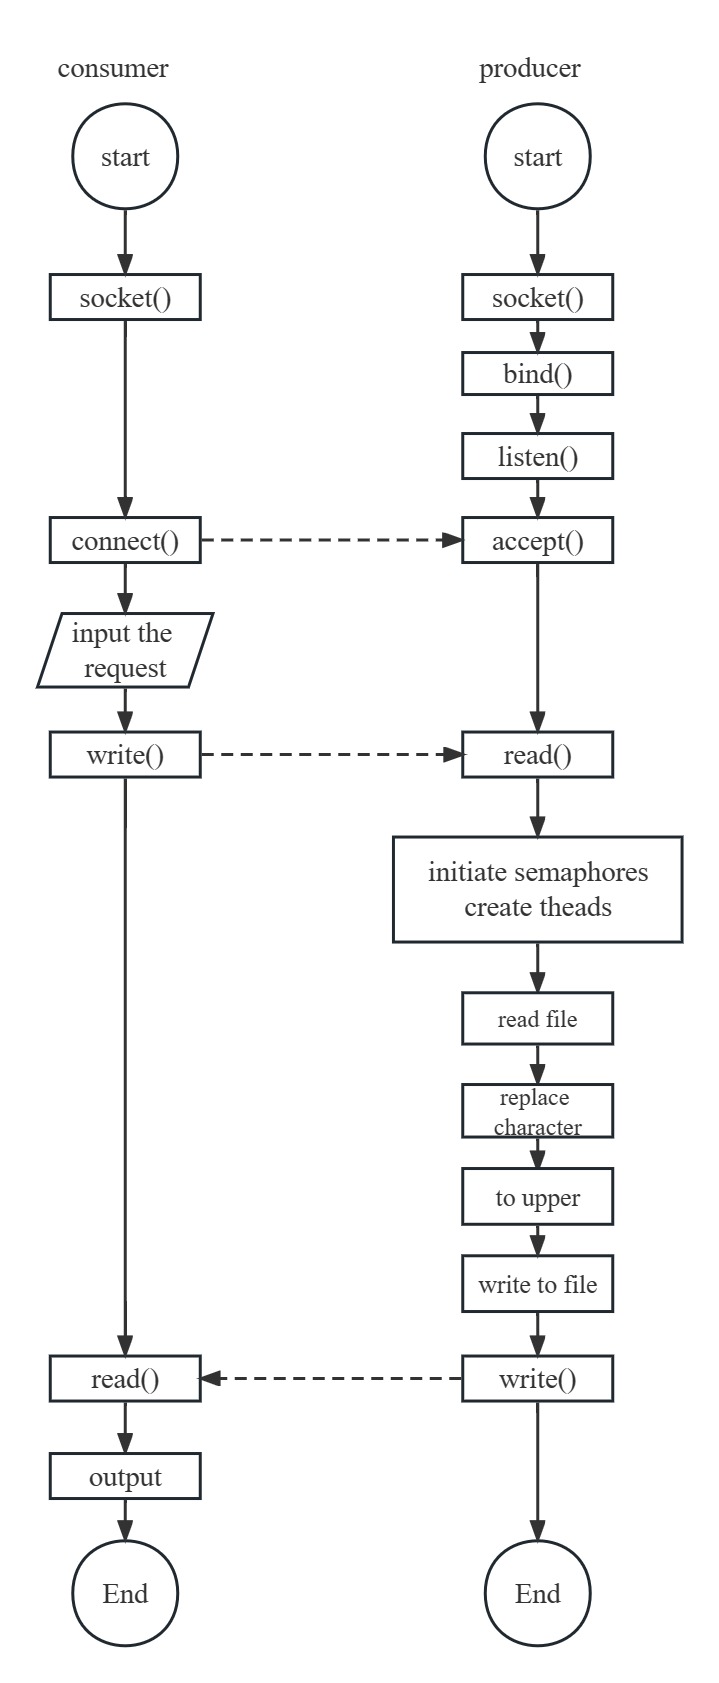 consumer
producer
start
start
socket()
socket()
bind()
listen()
connect()
accept()
input the
request
write()
read()
initiate semaphores
create theads
read file
replace
character
to upper
write to file
read()
write()
output
End
End